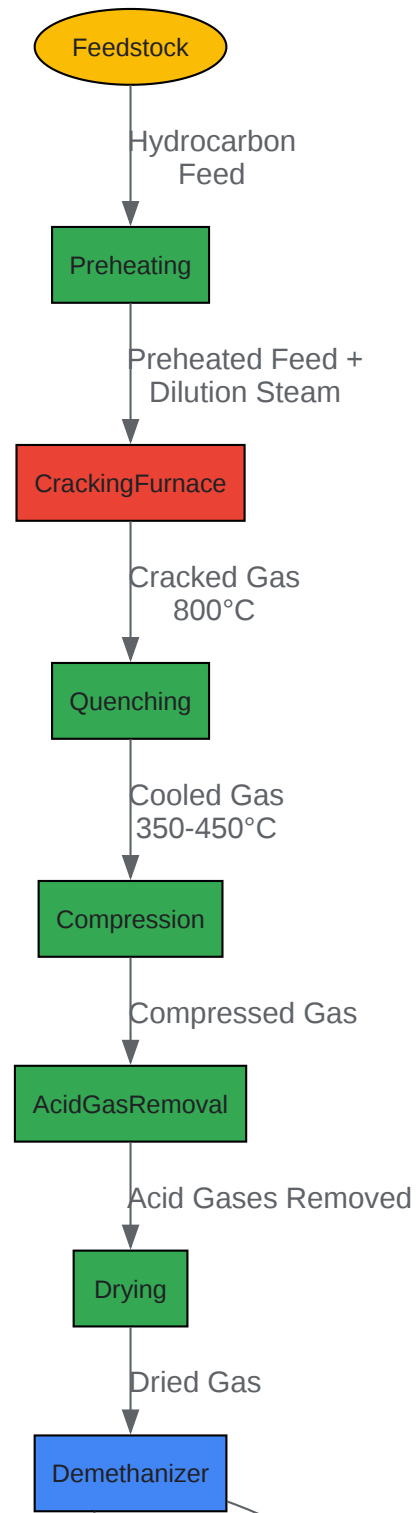 Feedstock
Hydrocarbon
Feed
Preheating
Preheated Feed +
Dilution Steam
CrackingFurnace
Cracked Gas
800°C
Quenching
Cooled Gas
350-450°C
Compression
Compressed Gas
AcidGasRemoval
Acid Gases Removed
Drying
Dried Gas
Demethanizer